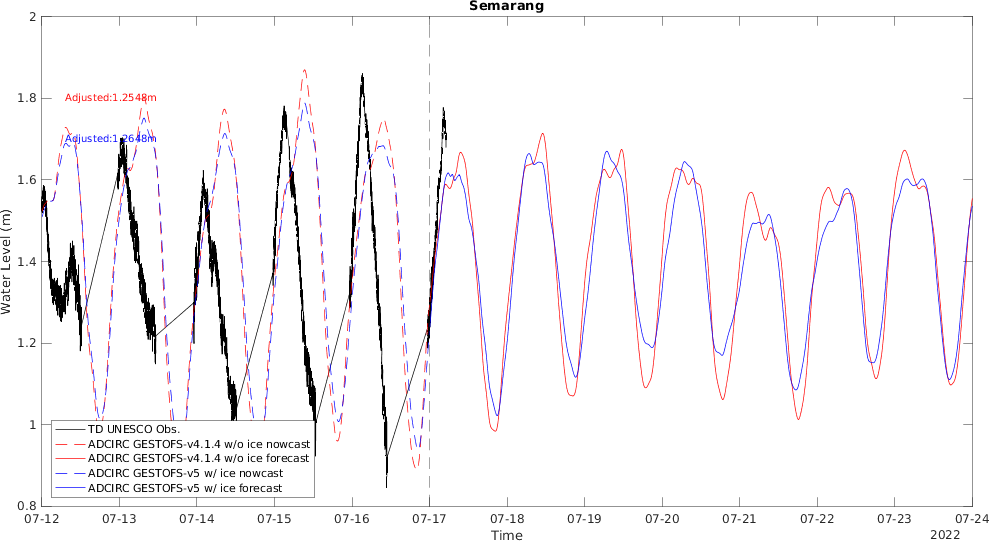 Semarang
2
1.8
1.6
1.4
1.2
1
0.8
Water Level (m)
Adjusted:1.2548m
Adjusted:1.2648m
TD UNESCO Obs.
ADCIRC GESTOFS-v4.1.4 w/o ice nowcast
ADCIRC GESTOFS-v4.1.4 w/o ice forecast
ADCIRC GESTOFS-v5 w/ ice nowcast
ADCIRC GESTOFS-v5 w/ ice forecast
07-12 07-13 07-14 07-15 07-16 07-17 07-18 07-19 07-20 07-21 07-22 07-23 07-24
Time
2022